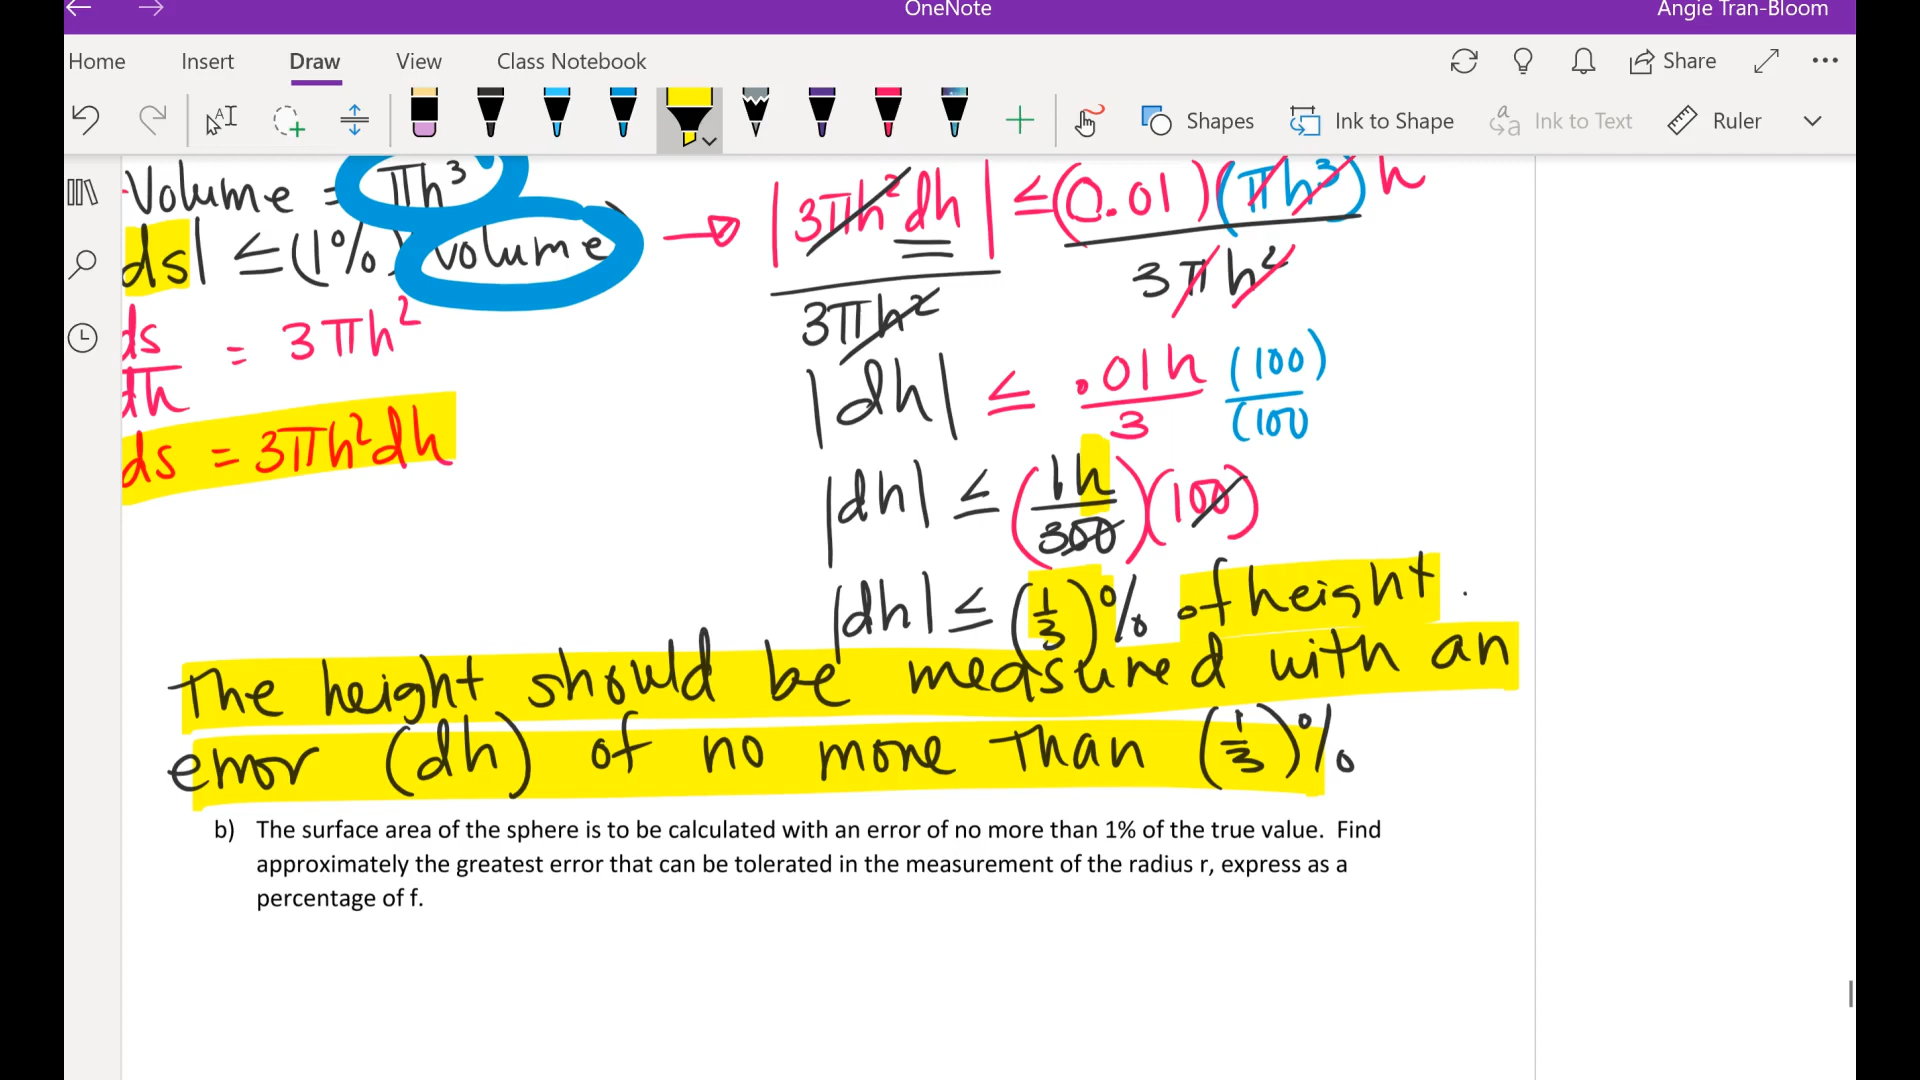 OneNote
Angie Tran-Bloom
Home Insert Draw View Class Notebook Share
Shapes Ink to Shape Ink to Text Ruler
Volume = πh³
|3πh²dh| ≤ (0.01)(πh³) h
3πh² 3πh²
ds| ≤ (1%) volume)
ds/dh = 3πh²
|dh| ≤ .01h/3 (100)/(100
ds = 3πh²dh
|dh| ≤ (1h/300)(100)
|dh| ≤ (1/3)% of height.
The height should be measured with an
error (dh) of no more than (1/3)%
b) The surface area of the sphere is to be calculated with an error of no more than 1% of the true value. Find
approximately the greatest error that can be tolerated in the measurement of the radius r, express as a
percentage of f.